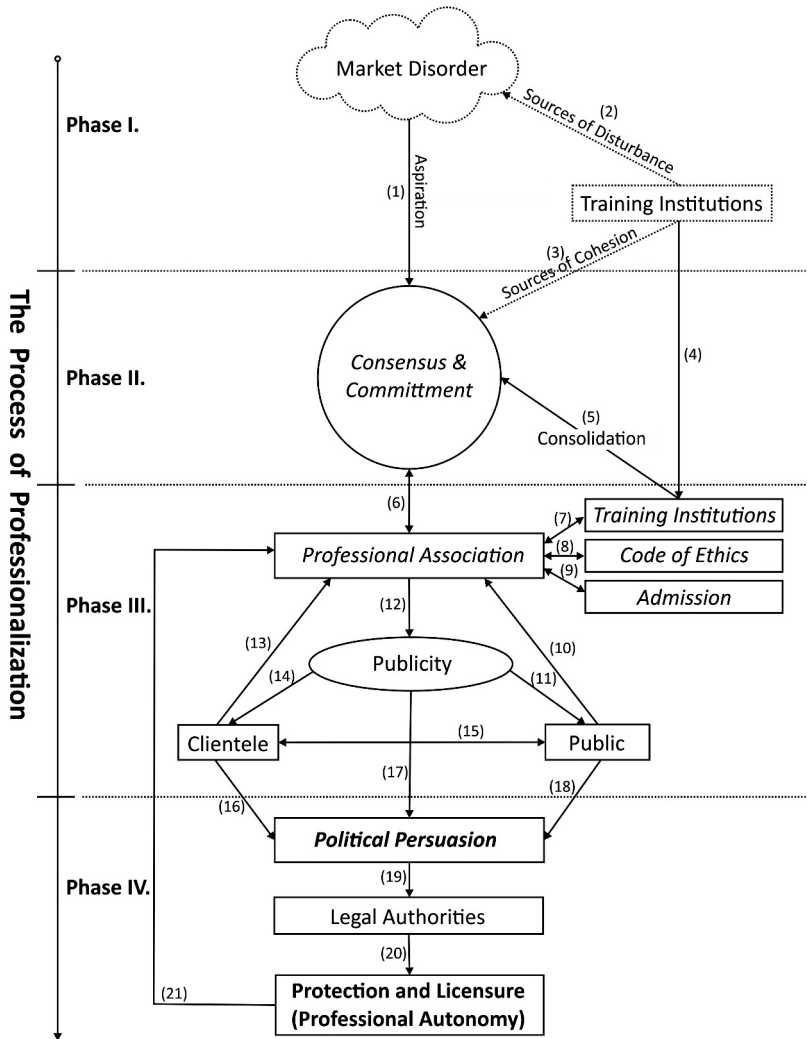 The Process of Professionalization
Phase I.
Market Disorder
(2)
Sources of Disturbance
(1)
Aspiration
Training Institutions
(3)
Sources of Cohesion
Phase II.
Consensus &
Committment
(4)
(5)
Consolidation
(6)
Phase III.
Professional Association
(7)
Training Institutions
(8)
Code of Ethics
(9)
Admission
(12)
(13)
(10)
Publicity
(14)
(11)
Clientele
(15)
Public
(17)
(16)
(18)
Phase IV.
Political Persuasion
(19)
Legal Authorities
(20)
Protection and Licensure
(Professional Autonomy)
(21)